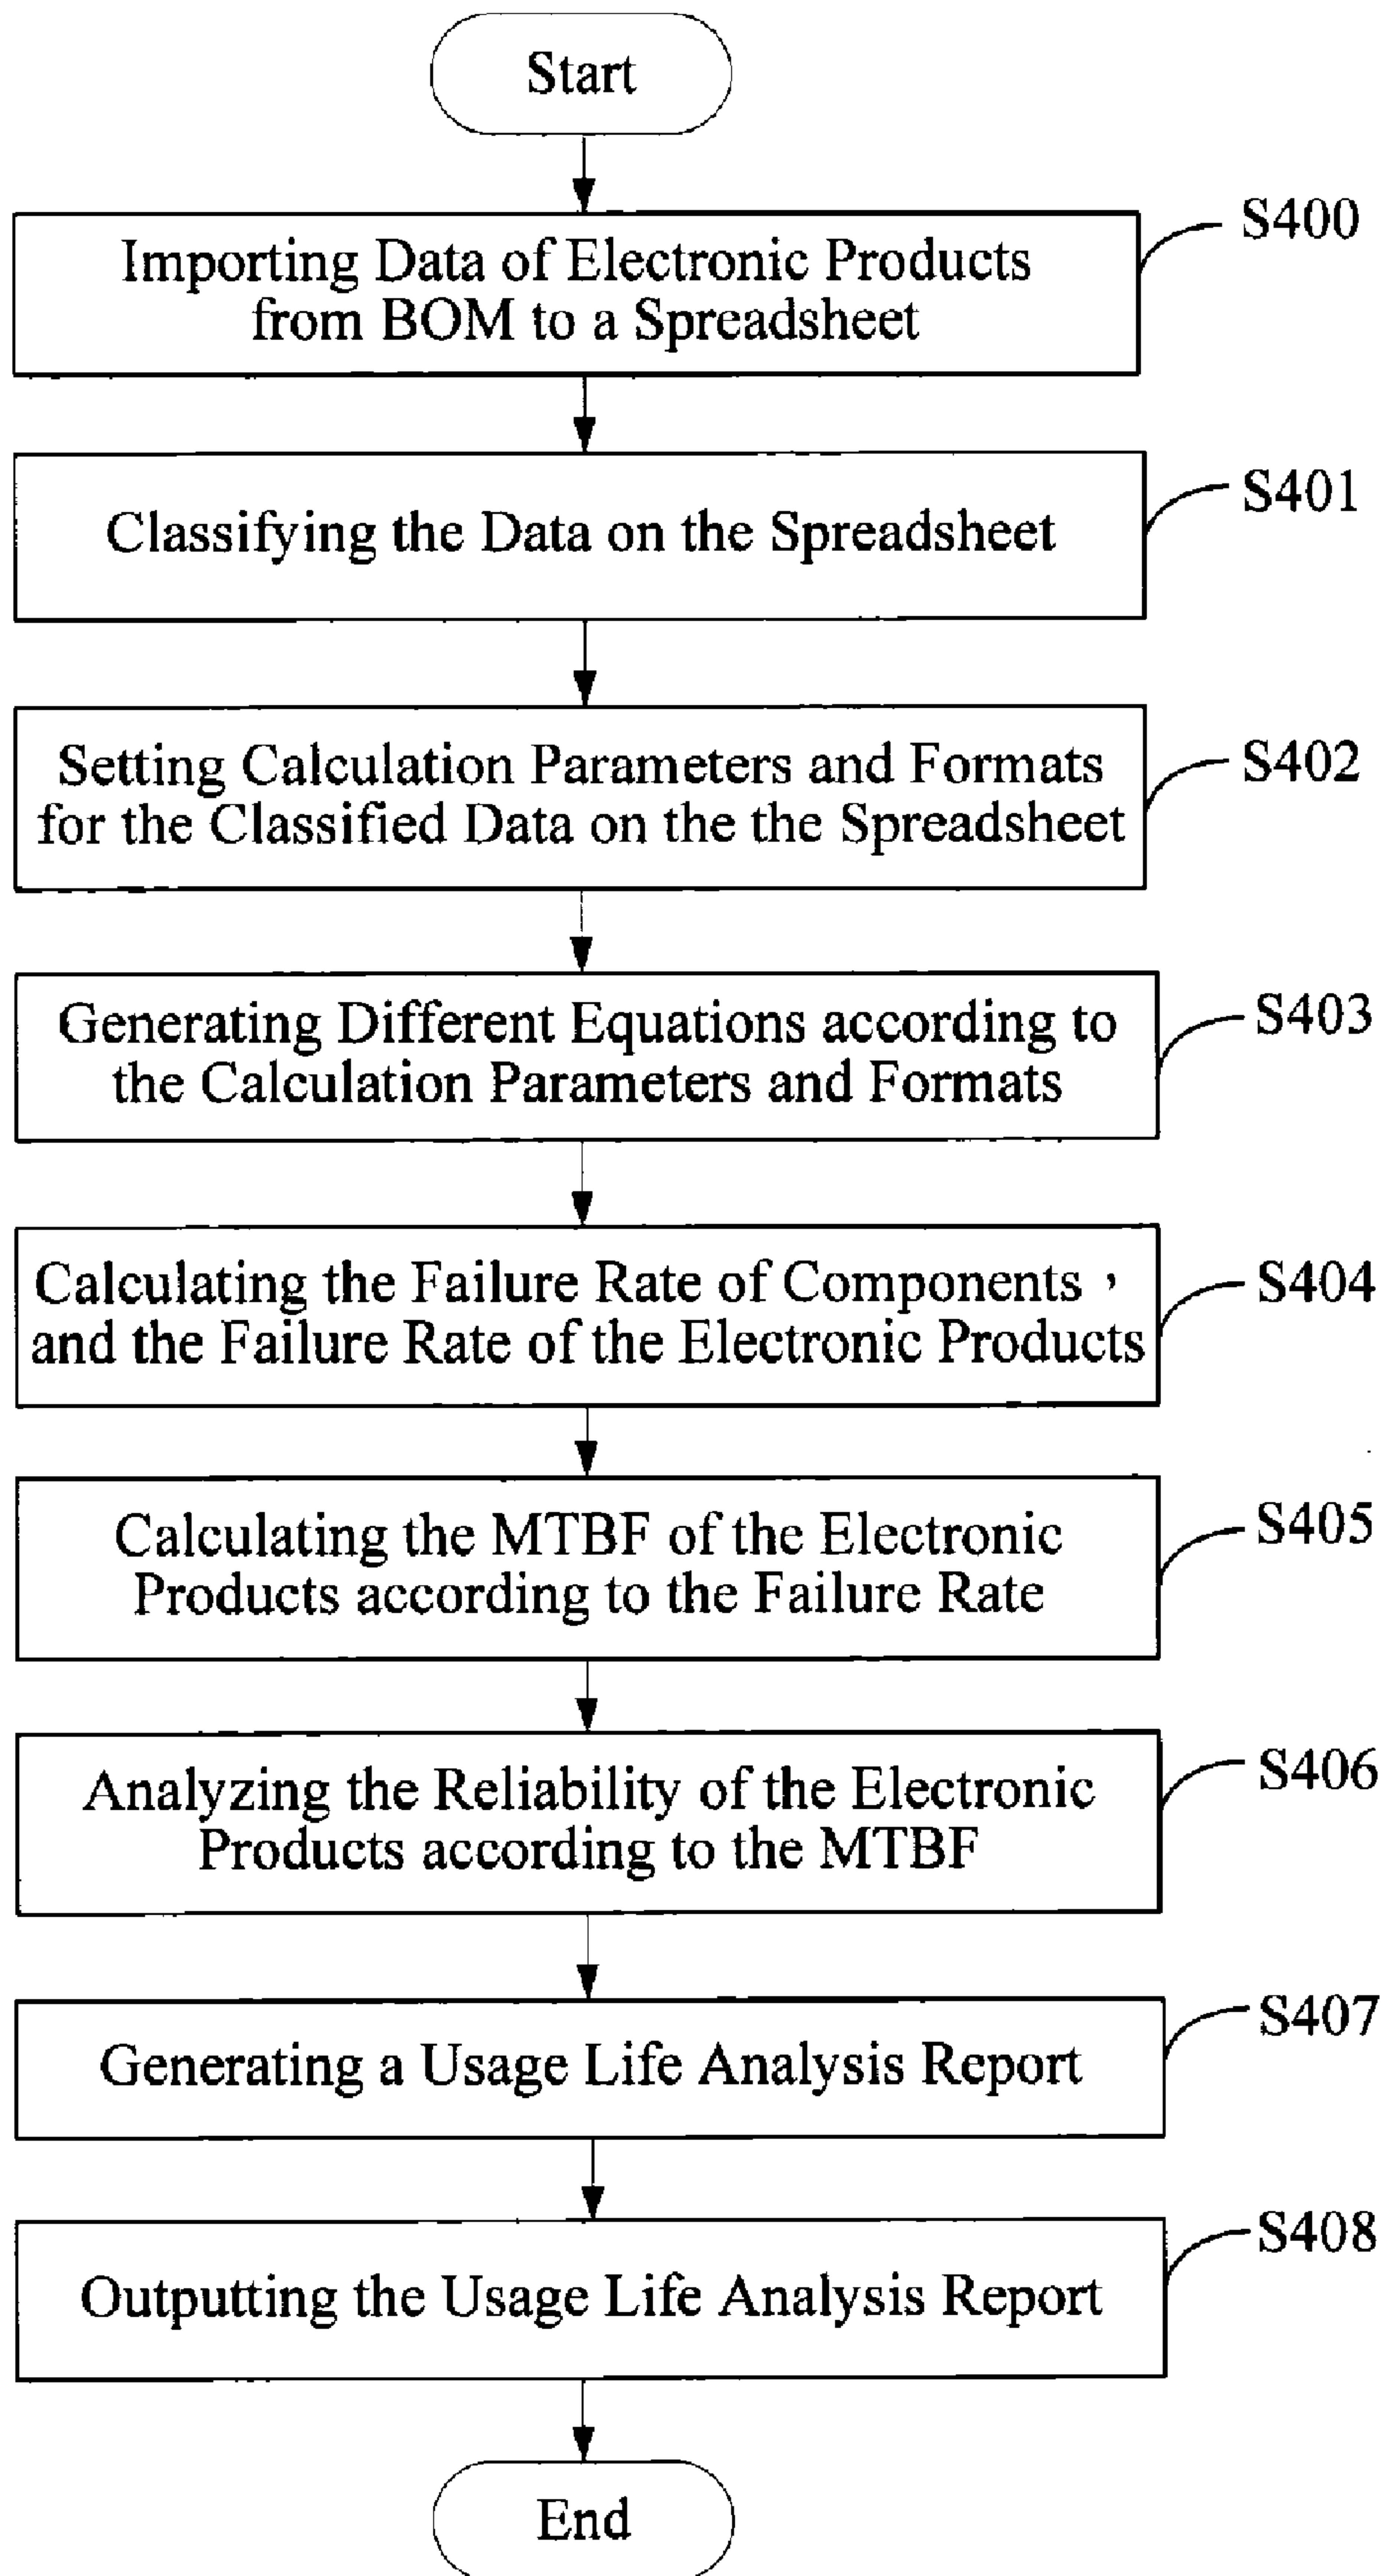 Start
S400
Importing Data of Electronic Products
from BOM to a Spreadsheet
S401
Classifying the Data on the Spreadsheet
S402
Setting Calculation Parameters and Formats
for the Classified Data on the the Spreadsheet
S403
Generating Different Equations according to
the Calculation Parameters and Formats
S404
Calculating the Failure Rate of Components ,
and the Failure Rate of the Electronic Products
S405
Calculating the MTBF of the Electronic
Products according to the Failure Rate
S406
Analyzing the Reliability of the Electronic
Products according to the MTBF
S407
Generating a Usage Life Analysis Report
S408
Outputting the Usage Life Analysis Report
End